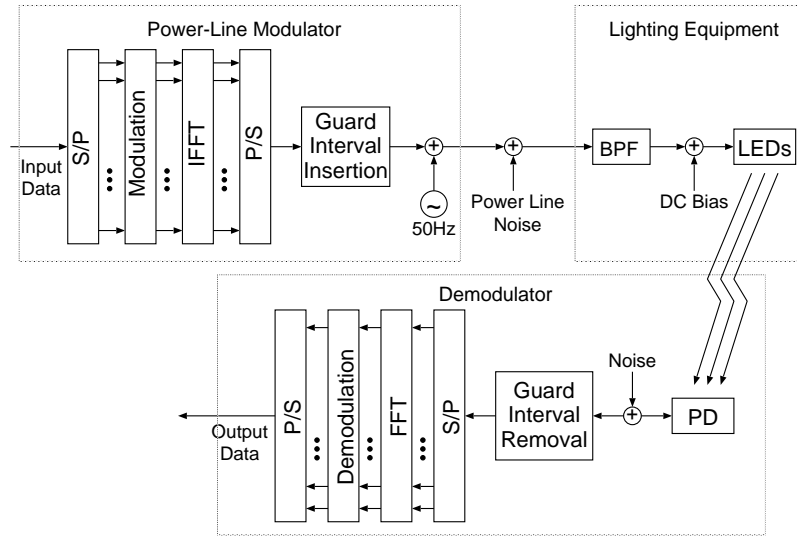 Power-Line Modulator
Lighting Equipment
Input
Data
S/P
Modulation
IFFT
P/S
Guard
Interval
Insertion
+
~
50Hz
+
Power Line
Noise
BPF
+
DC Bias
LEDs
Demodulator
Output
Data
P/S
Demodulation
FFT
S/P
Guard
Interval
Removal
Noise
+
PD